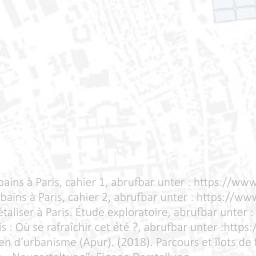 bains à Paris, cahier 1, abrufbar unter : https://www
bains à Paris, cahier 2, abrufbar unter : https://www
étaliser à Paris. Étude exploratoire, abrufbar unter :
is : Où se rafraîchir cet été ?, abrufbar unter :https:/
en d'urbanisme (Apur). (2018). Parcours et îlots de f